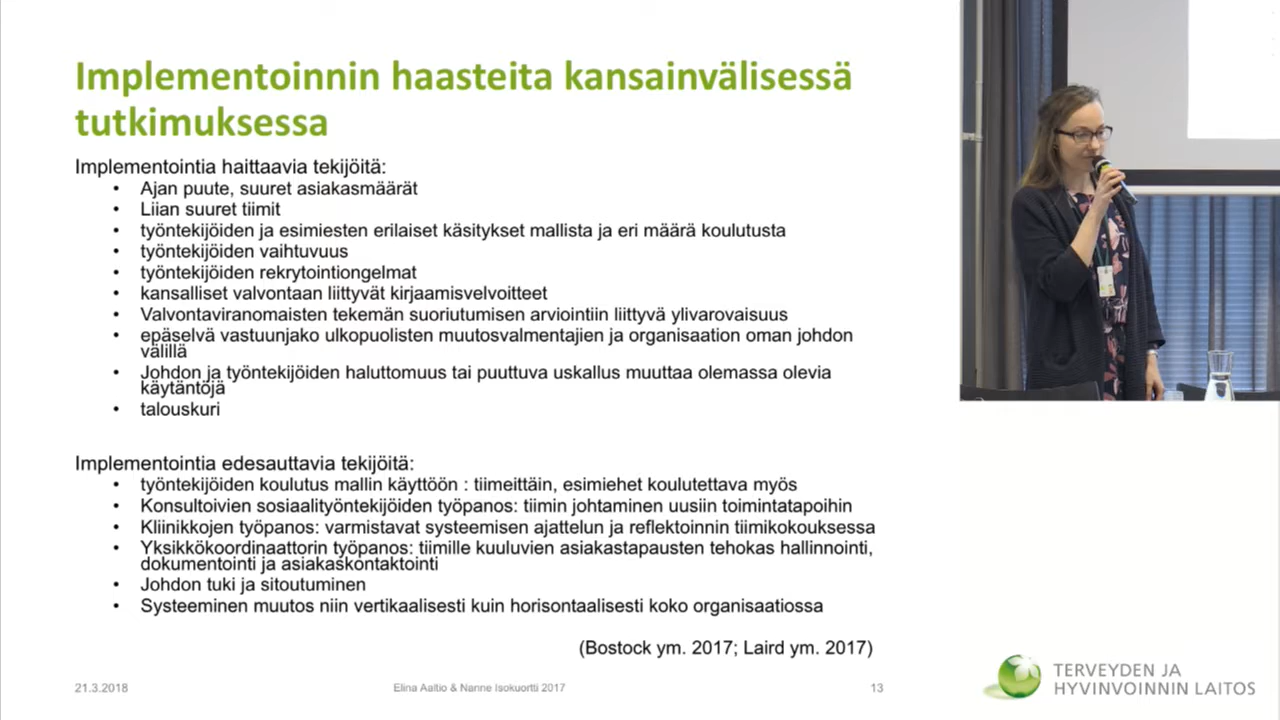 Implementoinnin haasteita kansainvälisessä
tutkimuksessa
Implementointia haittaavia tekijöitä:
• Ajan puute, suuret asiakasmäärät
• Liian suuret tiimit
• työntekijöiden ja esimiesten erilaiset käsitykset mallista ja eri määrä koulutusta
• työntekijöiden vaihtuvuus
• työntekijöiden rekrytointiongelmat
• kansalliset valvontaan liittyvät kirjaamisvelvoitteet
• Valvontaviranomaisten tekemän suoriutumisen arviointiin liittyvä ylivarovaisuus
• epäselvä vastuunjako ulkopuolisten muutosvalmentajien ja organisaation oman johdon
välillä
• Johdon ja työntekijöiden haluttomuus tai puuttuva uskallus muuttaa olemassa olevia
käytäntöjä
• talouskuri
Implementointia edesauttavia tekijöitä:
• työntekijöiden koulutus mallin käyttöön : tiimeittäin, esimiehet koulutettava myös
• Konsultoivien sosiaalityöntekijöiden työpanos: tiimin johtaminen uusiin toimintatapoihin
• Kliinikkojen työpanos: varmistavat systeemisen ajattelun ja reflektoinnin tiimikokouksessa
• Yksikkökoordinaattorin työpanos: tiimille kuuluvien asiakastapausten tehokas hallinnointi,
dokumentointi ja asiakaskontaktointi
• Johdon tuki ja sitoutuminen
• Systeeminen muutos niin vertikaalisesti kuin horisontaalisesti koko organisaatiossa
(Bostock ym. 2017; Laird ym. 2017)
21.3.2018
Elina Aaltio & Nanne Isokuortti 2017
13
TERVEYDEN JA
HYVINVOINNIN LAITOS